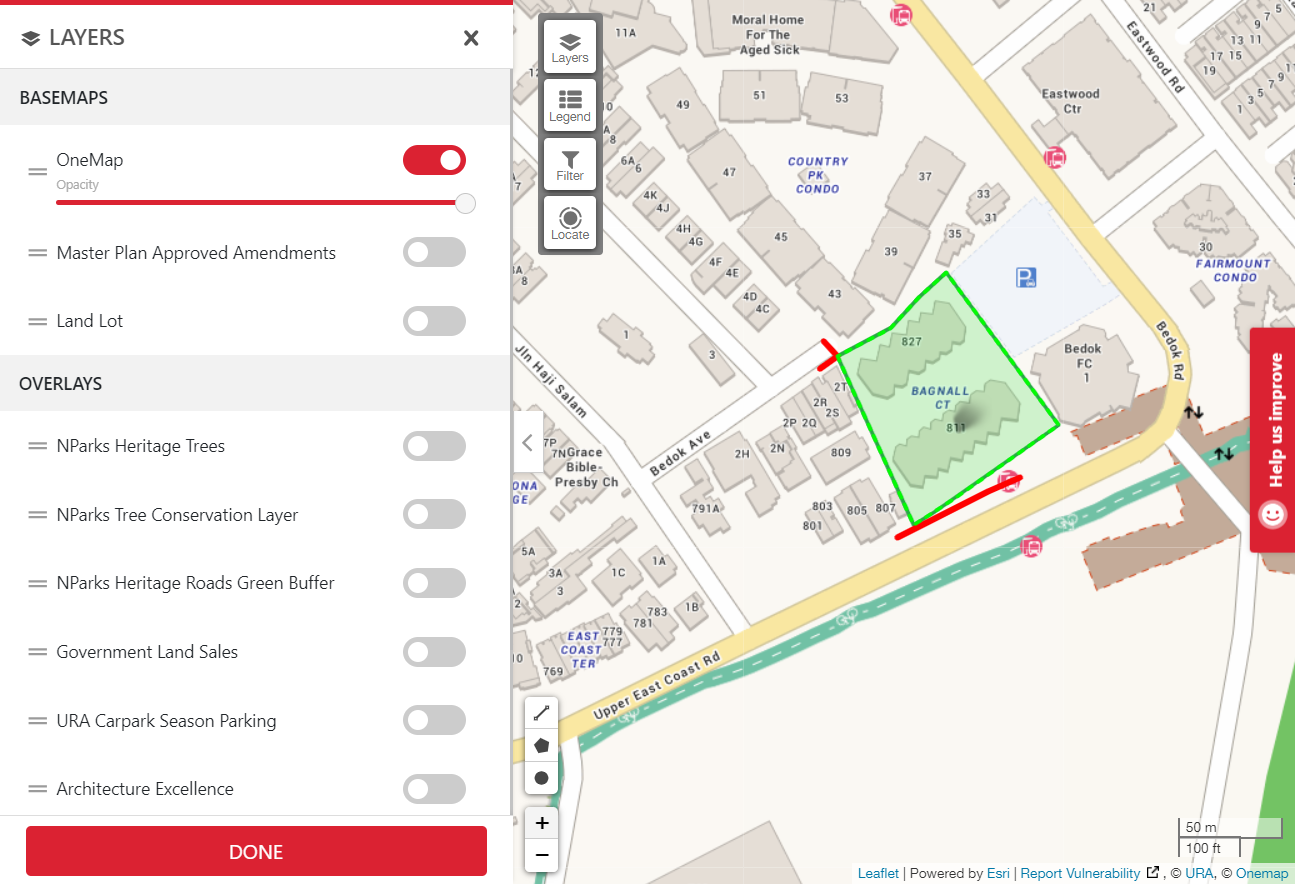 LAYERS
BASEMAPS
OneMap
Opacity
Master Plan Approved Amendments
Land Lot
OVERLAYS
NParks Heritage Trees
NParks Tree Conservation Layer
NParks Heritage Roads Green Buffer
Government Land Sales
URA Carpark Season Parking
Architecture Excellence
DONE
Layers
Legend
Filter
Locate
11A
Moral Home
For The
Aged Sick
21
Eastwood Rd
5
7
9
13 11
17 15
19
7
5
3
1
Eastwood
Ctr
49
51
53
COUNTRY
PK
CONDO
47
37
6A
6
4K
4J
4H
4G
4F
4E
4D
4C
45
43
39
33
31
35
8
30
FAIRMOUNT
CONDO
Bedok Rd
Bedok
FC
1
827
BAGNALL
CT
811
1
3
Jln Haji Salam
2T
2R
2S
2P 2Q
2N
2H
809
Bedok Ave
7P
7N
Grace
Bible-
Presby Ch
791A
803
801
805
807
5A
3A
3
1C
1A
1B
2
783
781
779
777
EAST
COAST
TER
769
10
Upper East Coast Rd
Help us improve
+
−
50 m
100 ft
Leaflet | Powered by Esri | Report Vulnerability , © URA, © Onemap